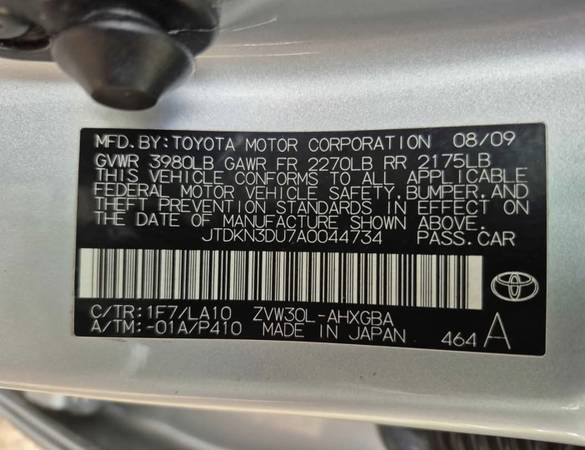 MFD. BY: TOYOTA MOTOR CORPORATION 08/09
GVWR 3980LB GAWR FR 2270LB RR 2175LB
THIS VEHICLE CONFORMS TO ALL APPLICABLE
FEDERAL MOTOR VEHICLE SAFETY, BUMPER, AND
THEFT PREVENTION STANDARDS IN EFFECT ON
THE DATE OF MANUFACTURE SHOWN ABOVE.
JTDKN3DU7A0044734 PASS. CAR
C/TR: 1F7/LA10 ZVW30L-AHXGBA
A/TM: -01A/P410 MADE IN JAPAN 464 A